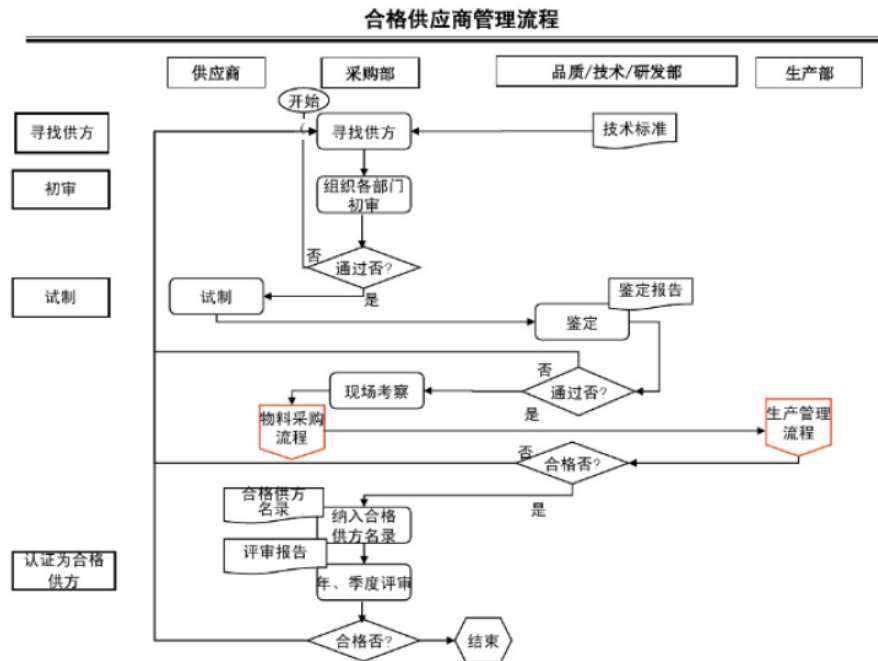 合格供应商管理流程
供应商
采购部
品质/技术/研发部
生产部
开始
寻找供方
寻找供方
技术标准
初审
组织各部门
初审
否
通过否?
是
试制
试制
鉴定报告
鉴定
否
通过否?
是
现场考察
物料采购
流程
生产管理
流程
否
合格否?
是
合格供方
名录
纳入合格
供方名录
评审报告
认证为合格
供方
年、季度评审
合格否?
结束